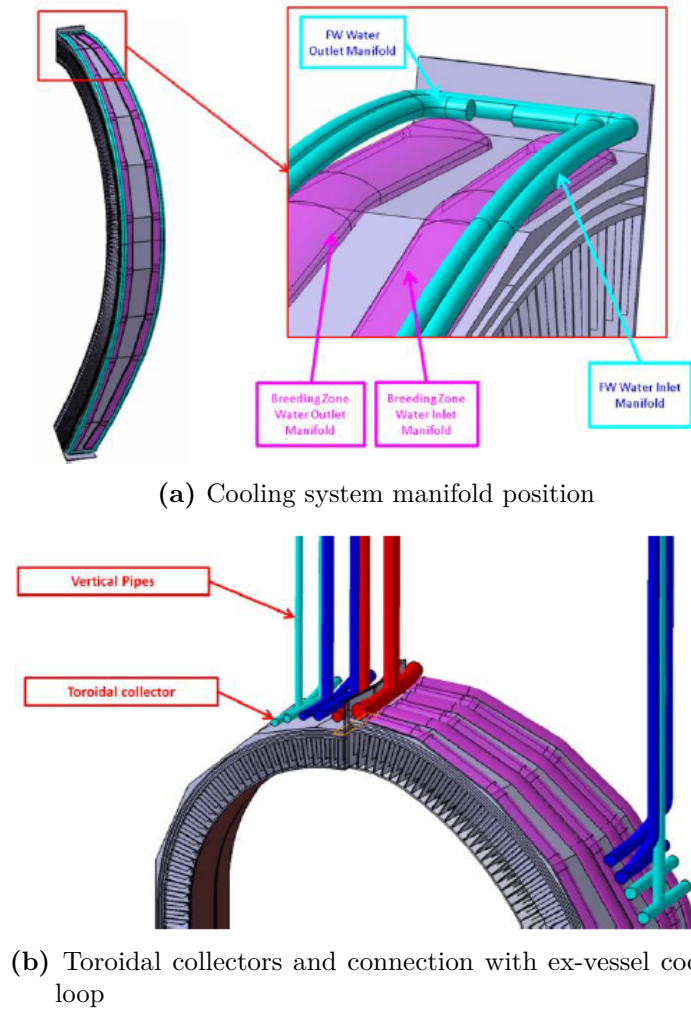 FW Water
Outlet Manifold
Breeding Zone
Water Outlet
Manifold
Breeding Zone
Water Inlet
Manifold
FW Water Inlet
Manifold
(a) Cooling system manifold position
Vertical Pipes
Toroidal collector
(b) Toroidal collectors and connection with ex-vessel
loop